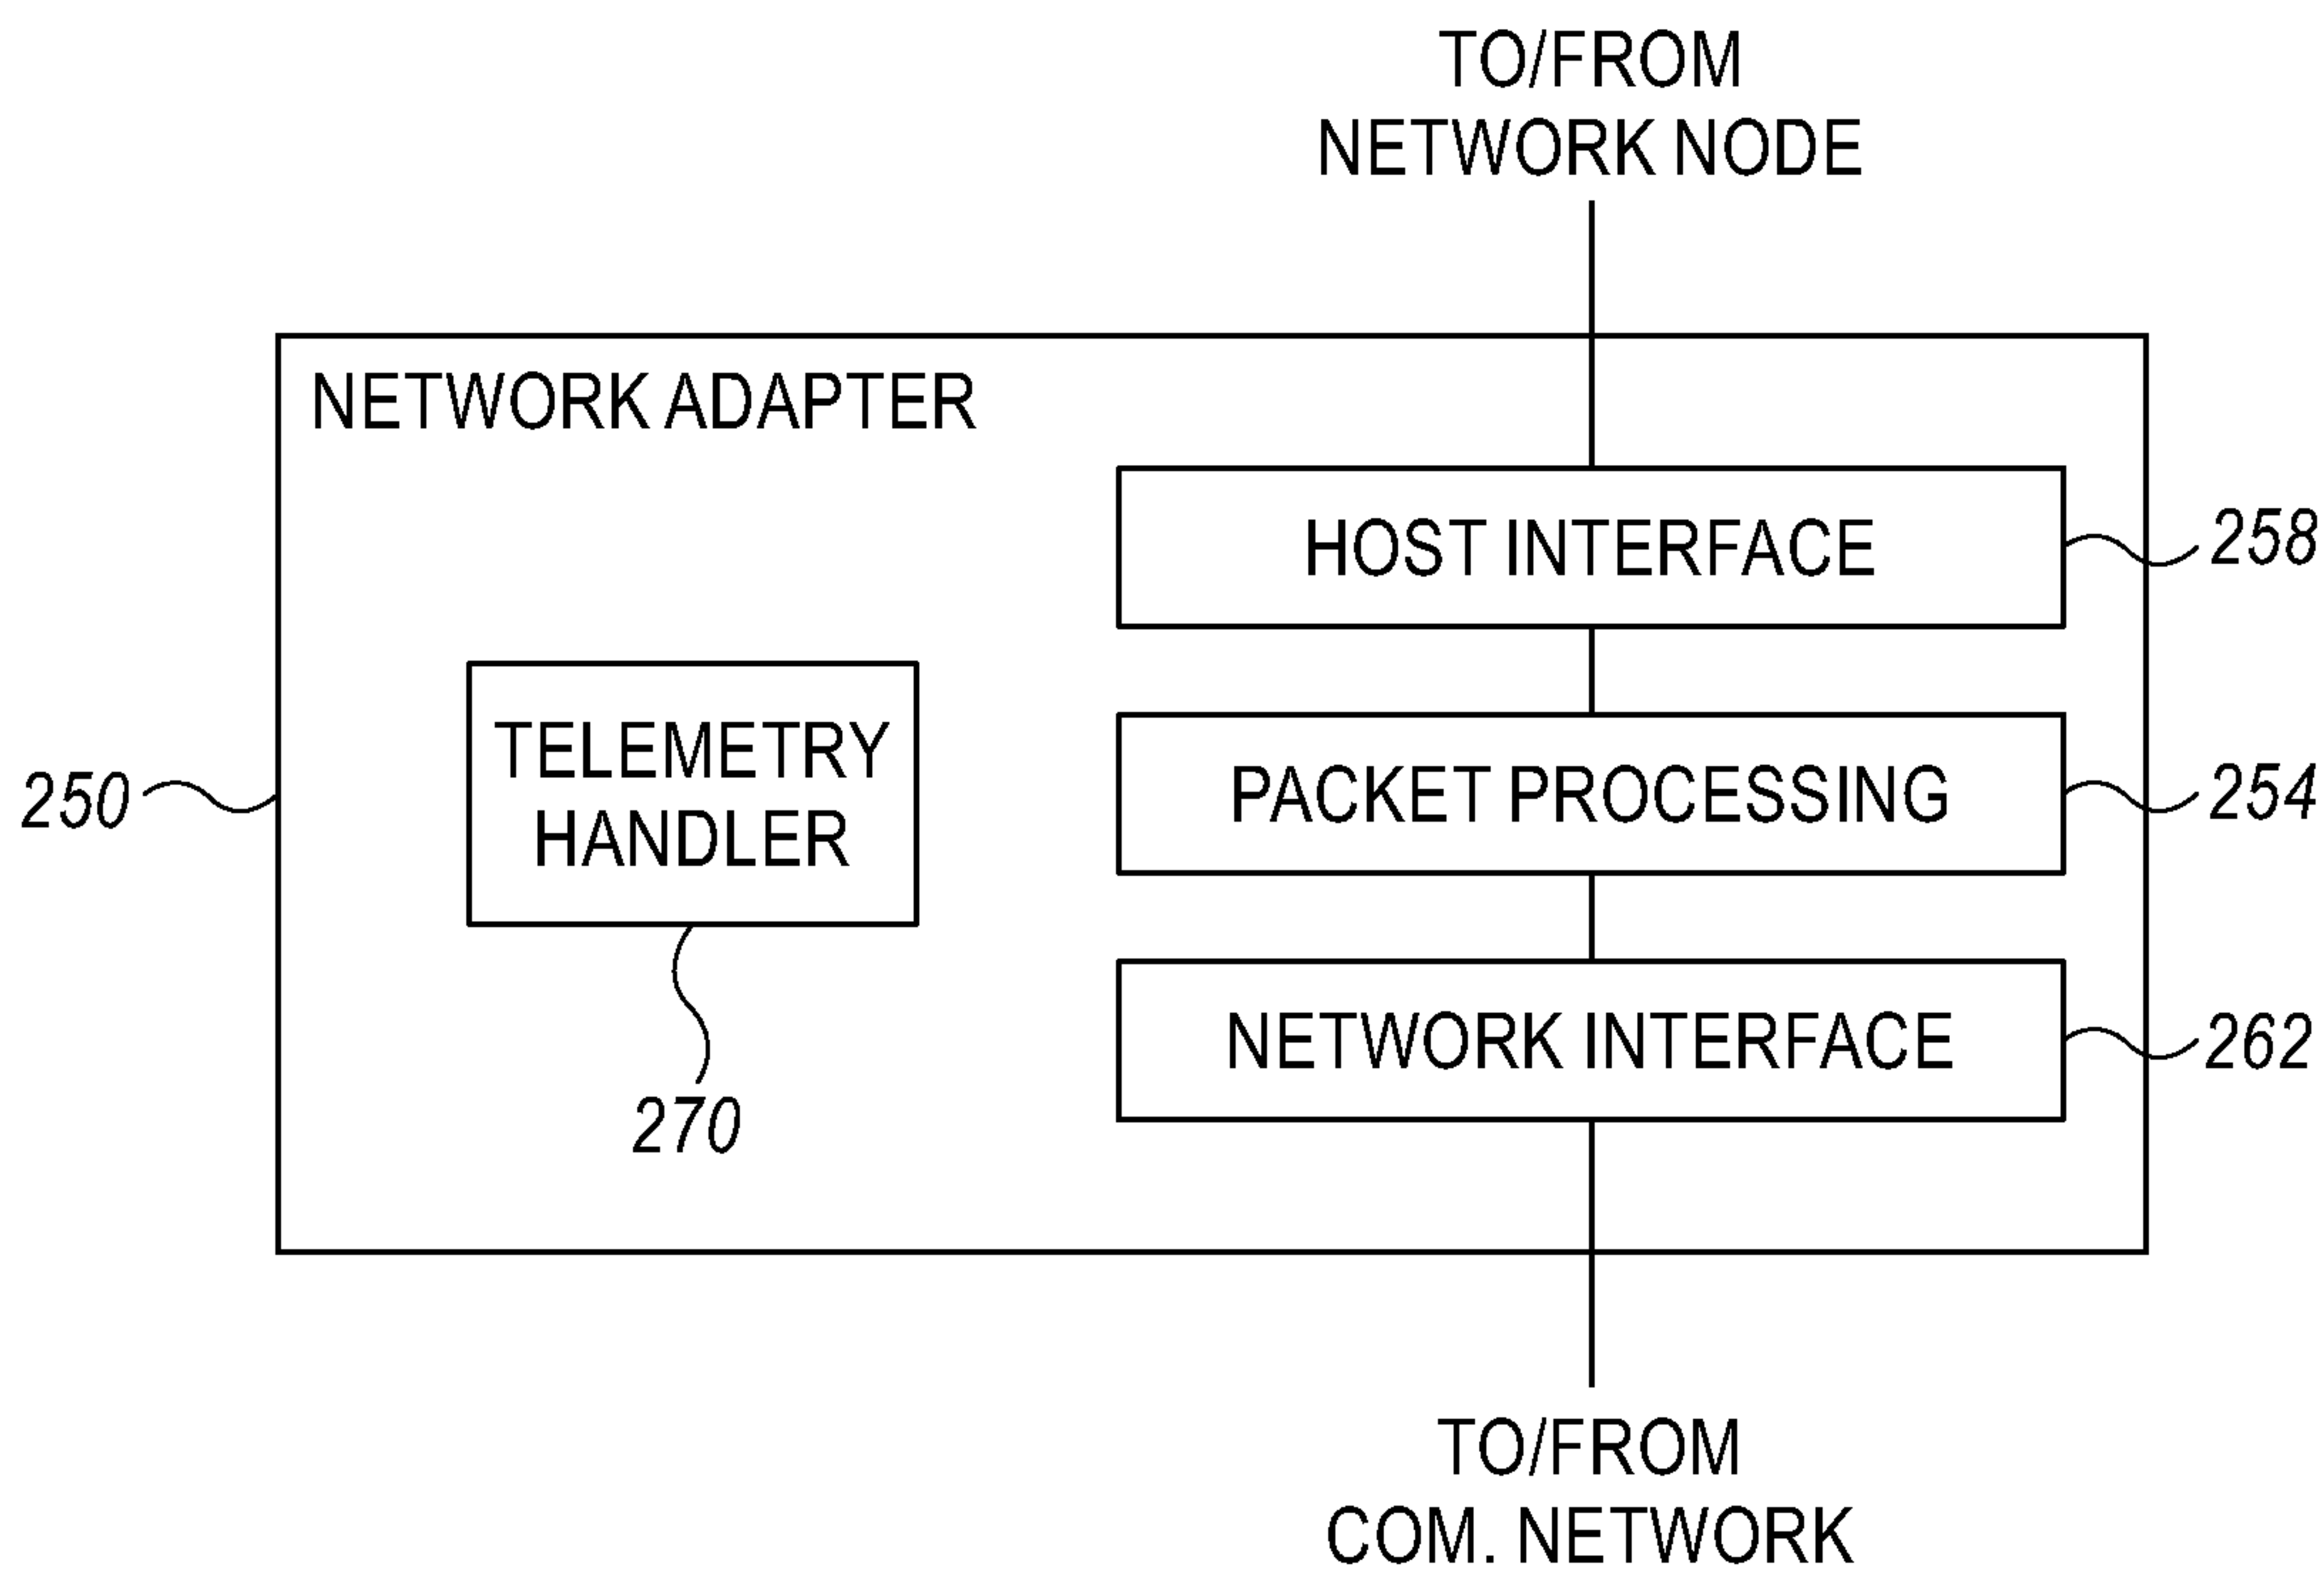 TO/FROM
NETWORK NODE
NETWORK ADAPTER
HOST INTERFACE
258
TELEMETRY
HANDLER
PACKET PROCESSING
250
254
NETWORK INTERFACE
262
270
TO/FROM
COM. NETWORK